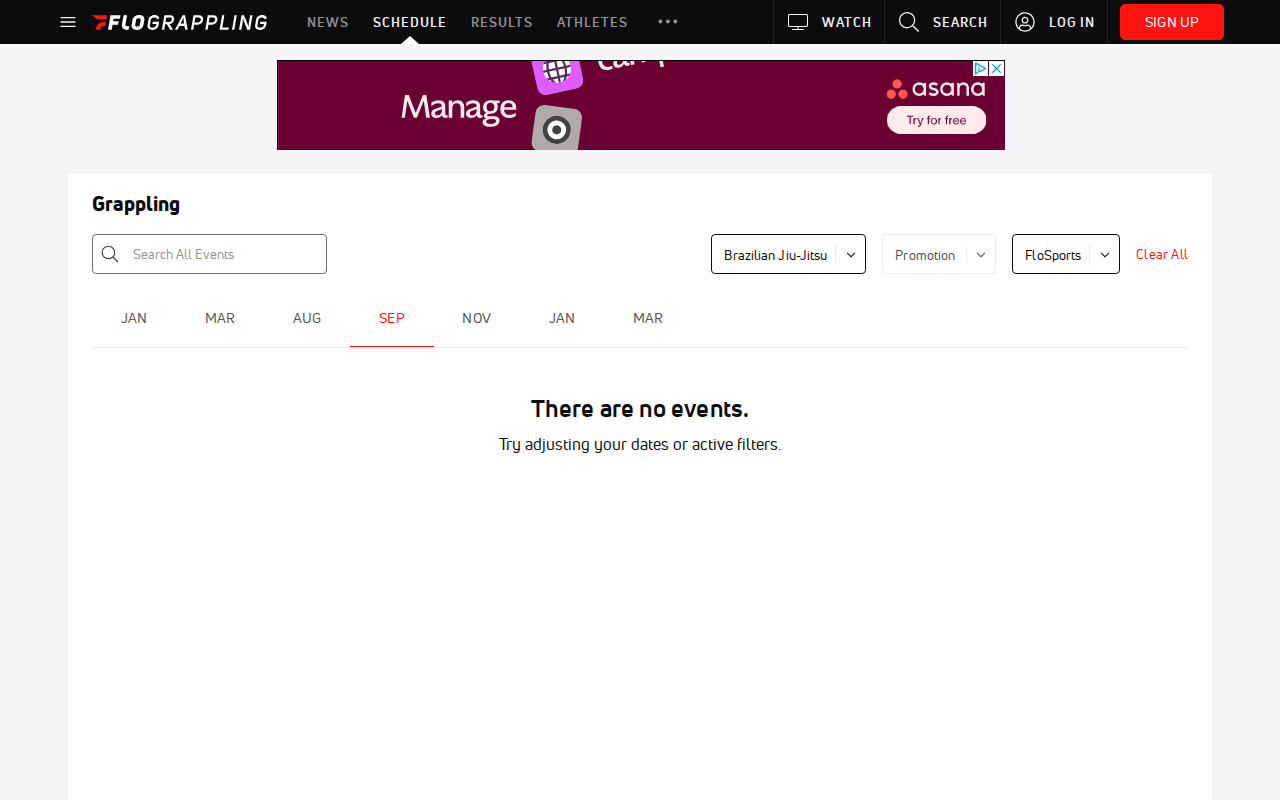 FLOGRAPPLING NEWS SCHEDULE RESULTS ATHLETES WATCH SEARCH LOG IN SIGN UP
Manage
asana
Try for free
Grappling
Search All Events Brazilian Jiu-Jitsu Promotion FloSports Clear All
JAN MAR AUG SEP NOV JAN MAR
There are no events.
Try adjusting your dates or active filters.